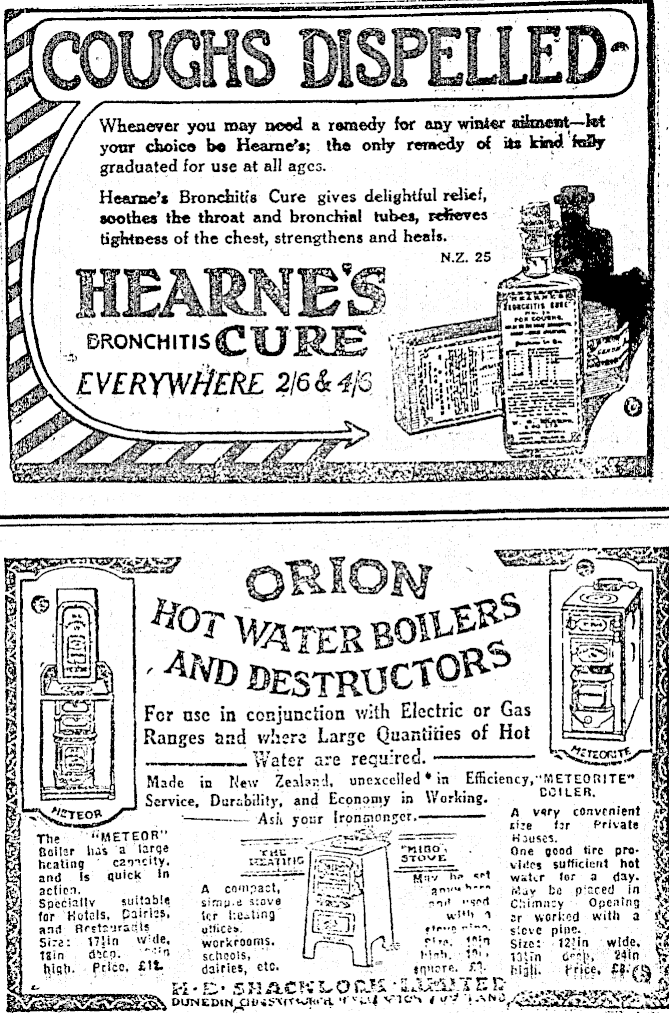 COUGHS DISPELLED
Whenever you may need a remedy for any winter ailment—let
your choice be Hearne's; the only remedy of its kind fully
graduated for use at all ages.
Hearne's Bronchitis Cure gives delightful relief,
soothes the throat and bronchial tubes, relieves
tightness of the chest, strengthens and heals.
N.Z. 25
HEARNE'S
BRONCHITIS CURE
EVERYWHERE 2/6 & 4/6
HEARNE'S
BRONCHITIS CURE
FOR COUGHS,
ORION
HOT WATER BOILERS
AND DESTRUCTORS
For use in conjunction with Electric or Gas
Ranges and where Large Quantities of Hot
Water are required.
Made in New Zealand, unexcelled in Efficiency,
Service, Durability, and Economy in Working.
Ask your Ironmonger.
METEOR
The "METEOR"
Boiler has a large
heating capacity,
and is quick in
action.
Specially suitable
for Hotels, Dairies,
and Restaurants
Size: 17½in wide,
18in deep, high. Price, £12.
THE HEATING "MIRO" STOVE
A compact,
simple stove
for heating
offices,
workrooms,
schools,
dairies, etc.
May be set
anywhere
and used
with a
stove pipe.
Size,
high,
square,
METEORITE
"METEORITE"
BOILER.
A very convenient
size for Private
Houses.
One good fire pro-
vides sufficient hot
water for a day.
May be placed in
Chimney Opening
or worked with a
stove pipe.
Size: 12½in wide,
13½in deep, 24in
high. Price, £8.
H. E. SHACKLOCK LIMITED
DUNEDIN, CHRISTCHURCH,